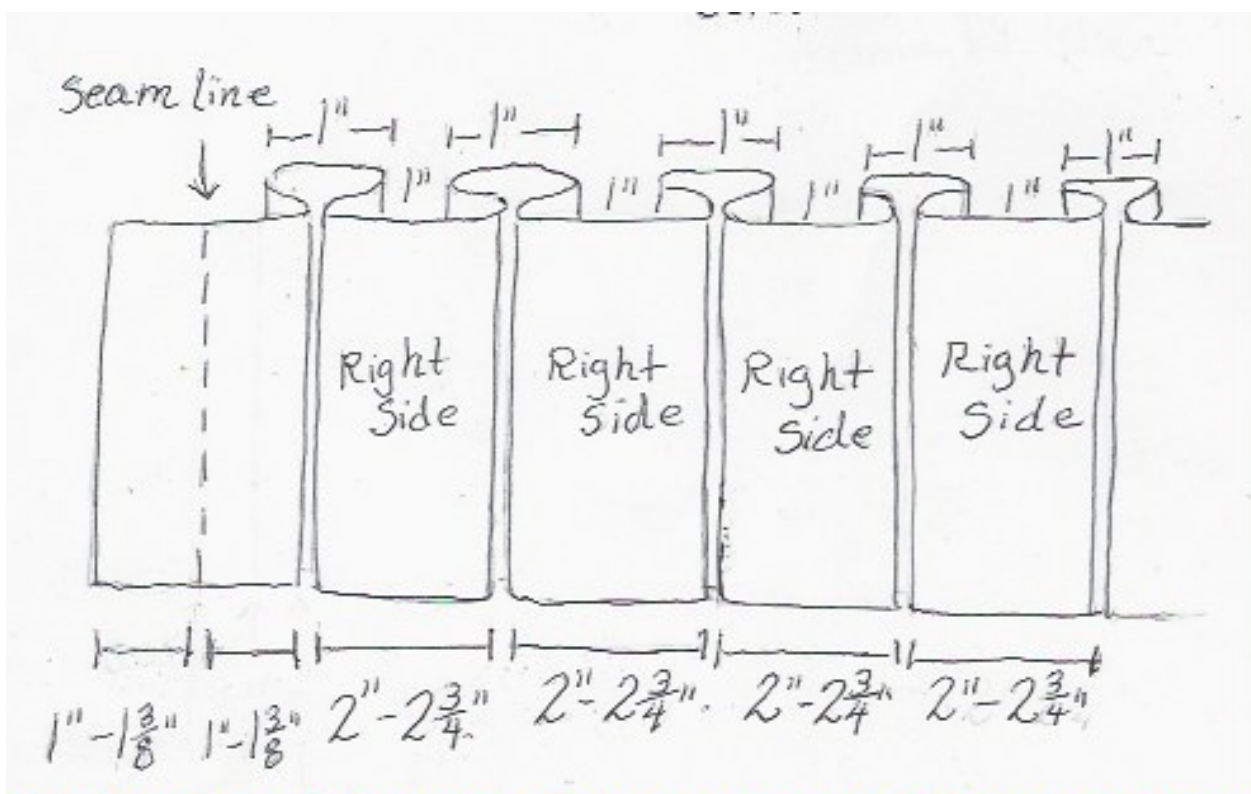 Seam line
1" 1" 1" 1" 1"
1" 1" 1" 1"
Right Side
Right Side
Right Side
Right Side
1"-1 3/8" 1"-1 3/8" 2"-2 3/4" 2"-2 3/4". 2"-2 3/4" 2"-2 3/4"